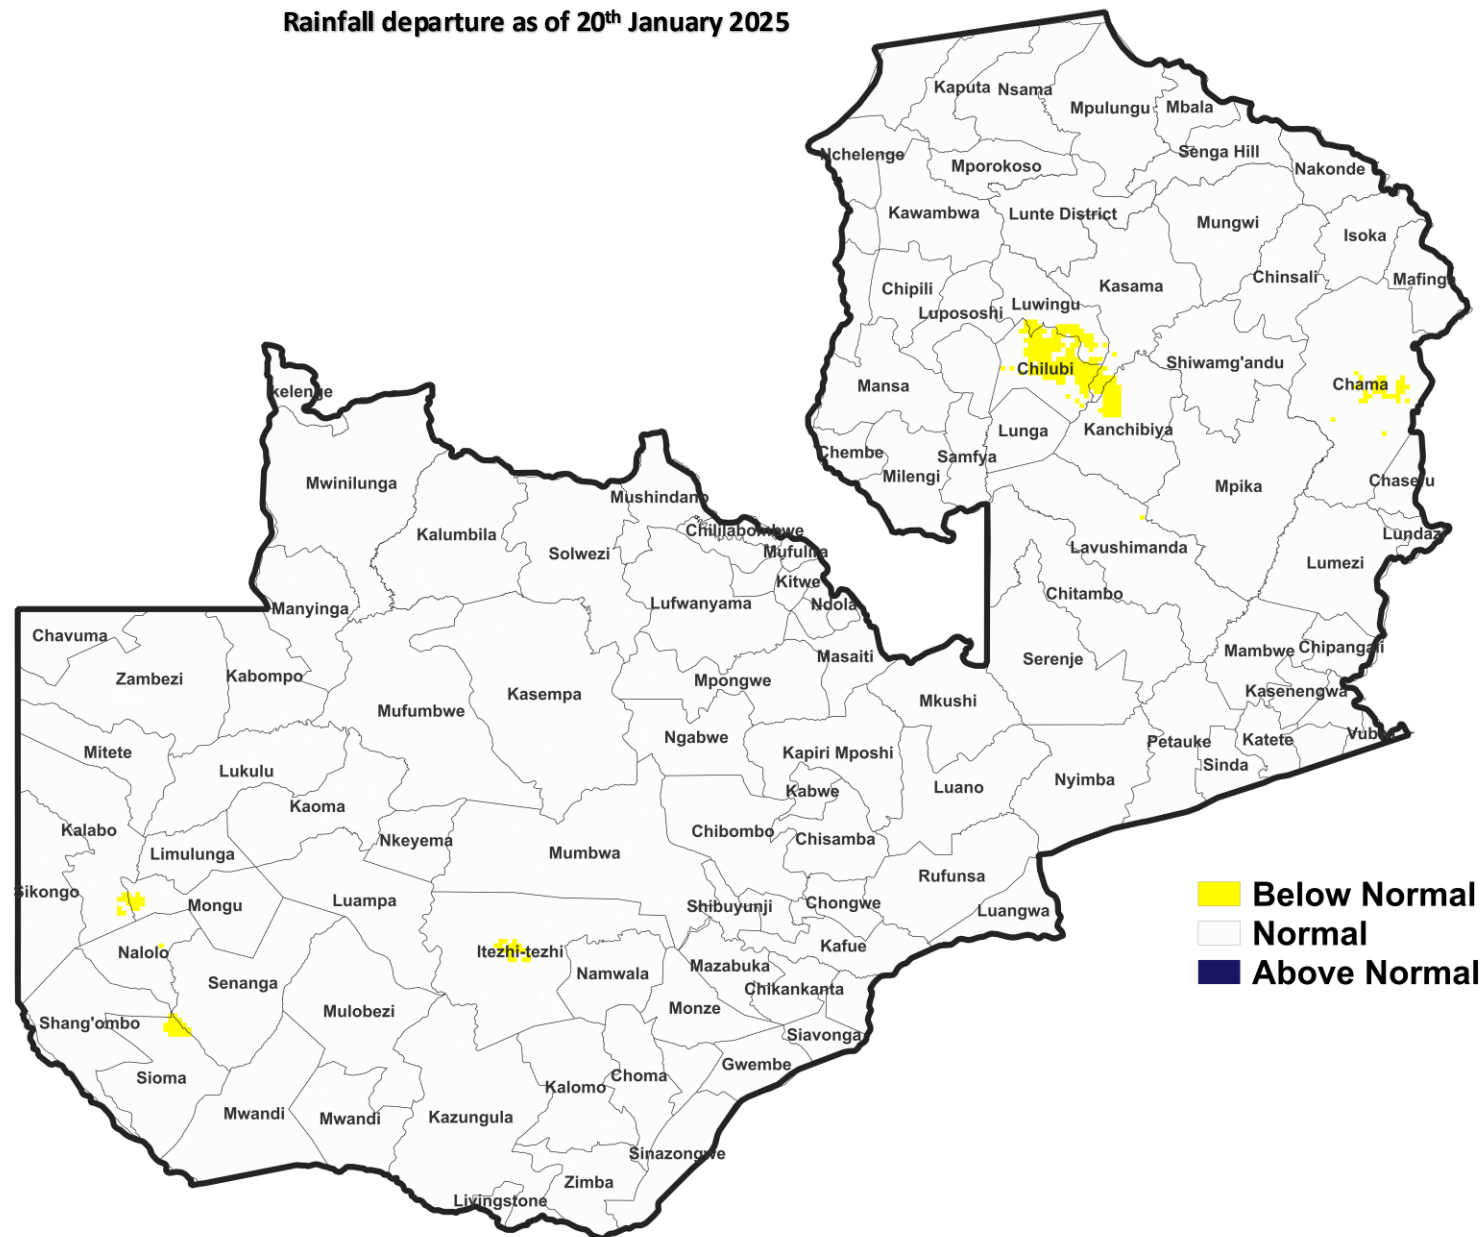 Rainfall departure as of 20th January 2025
Kaputa
Nsama
Mpulungu
Mbala
Nchelenge
Mporokoso
Senga Hill
Nakonde
Kawambwa
Lunte District
Mungwi
Isoka
Chipili
Kasama
Chinsali
Mafinga
Lupososhi
Luwingu
Mansa
Chilubi
Shiwamg'andu
Chama
kelenge
Lunga
Kanchibiya
Chembe
Milengi
Samfya
Mpika
Chasefu
Mwinilunga
Mushindano
Kalumbila
Solwezi
Chililabombwe
Mufulira
Lavushimanda
Lundaz
Lumezi
Kitwe
Manyinga
Lufwanyama
Ndola
Chitambo
Chavuma
Zambezi
Kabompo
Masaiti
Serenje
Mambwe
Chipangali
Kasempa
Mpongwe
Kasenengwa
Mufumbwe
Mkushi
Mitete
Ngabwe
Kapiri Mposhi
Petauke
Katete
Vub
Sinda
Lukulu
Kaoma
Kabwe
Luano
Nyimba
Kalabo
Limulunga
Nkeyema
Mumbwa
Chibombo
Chisamba
Sikongo
Mongu
Luampa
Shibuyunji
Chongwe
Rufunsa
Luangwa
Below Normal
Normal
Above Normal
Nalolo
Itezhi-tezhi
Kafue
Senanga
Namwala
Mazabuka
Chikankanta
Shang'ombo
Mulobezi
Monze
Siavonga
Sioma
Kalomo
Choma
Gwembe
Mwandi
Mwandi
Kazungula
Sinazongwe
Zimba
Livingstone